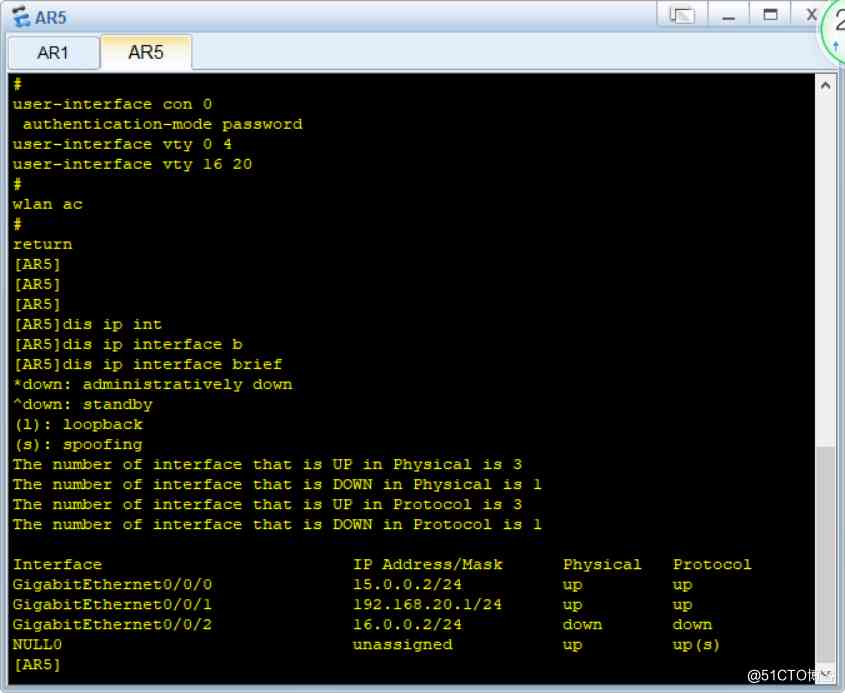 AR5
2
AR1 AR5
#
user-interface con 0
 authentication-mode password
user-interface vty 0 4
user-interface vty 16 20
#
wlan ac
#
return
[AR5]
[AR5]
[AR5]
[AR5]dis ip int
[AR5]dis ip interface b
[AR5]dis ip interface brief
*down: administratively down
^down: standby
(l): loopback
(s): spoofing
The number of interface that is UP in Physical is 3
The number of interface that is DOWN in Physical is 1
The number of interface that is UP in Protocol is 3
The number of interface that is DOWN in Protocol is 1
Interface IP Address/Mask Physical Protocol
GigabitEthernet0/0/0 15.0.0.2/24 up up
GigabitEthernet0/0/1 192.168.20.1/24 up up
GigabitEthernet0/0/2 16.0.0.2/24 down down
NULL0 unassigned up up(s)
[AR5]
@51CTO博